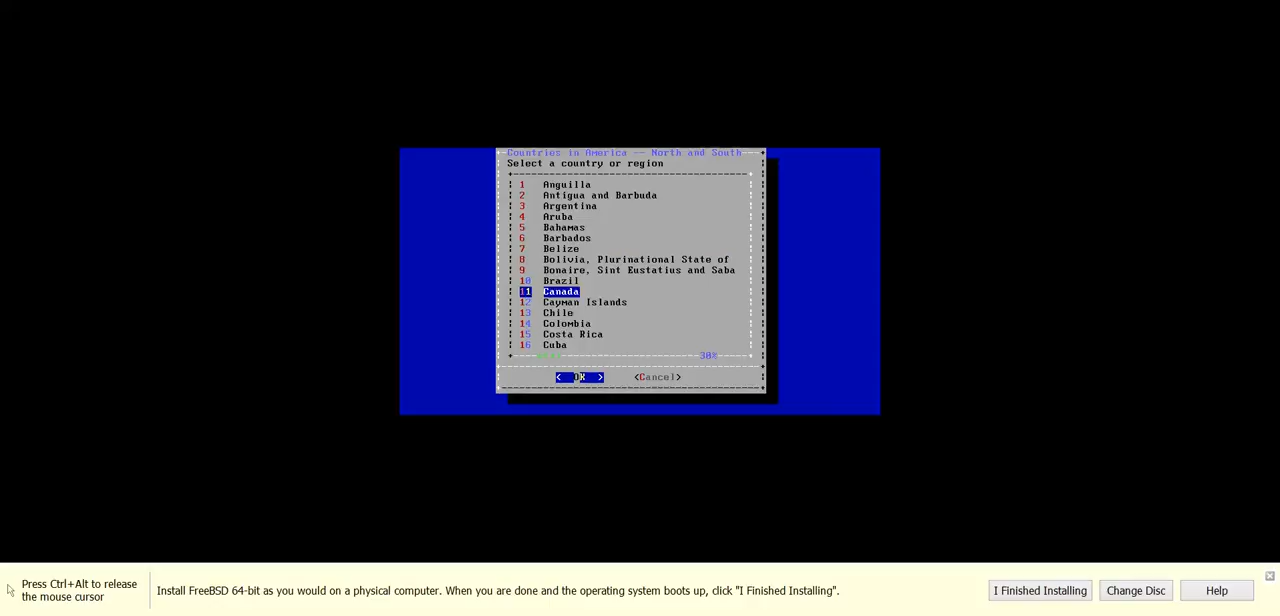 Countries in America -- North and South
Select a country or region
1 Anguilla
2 Antigua and Barbuda
3 Argentina
4 Aruba
5 Bahamas
6 Barbados
7 Belize
8 Bolivia, Plurinational State of
9 Bonaire, Sint Eustatius and Saba
10 Brazil
11 Canada
12 Cayman Islands
13 Chile
14 Colombia
15 Costa Rica
16 Cuba
30%
< OK > <Cancel>
Press Ctrl+Alt to release
the mouse cursor
Install FreeBSD 64-bit as you would on a physical computer. When you are done and the operating system boots up, click "I Finished Installing".
I Finished Installing
Change Disc
Help